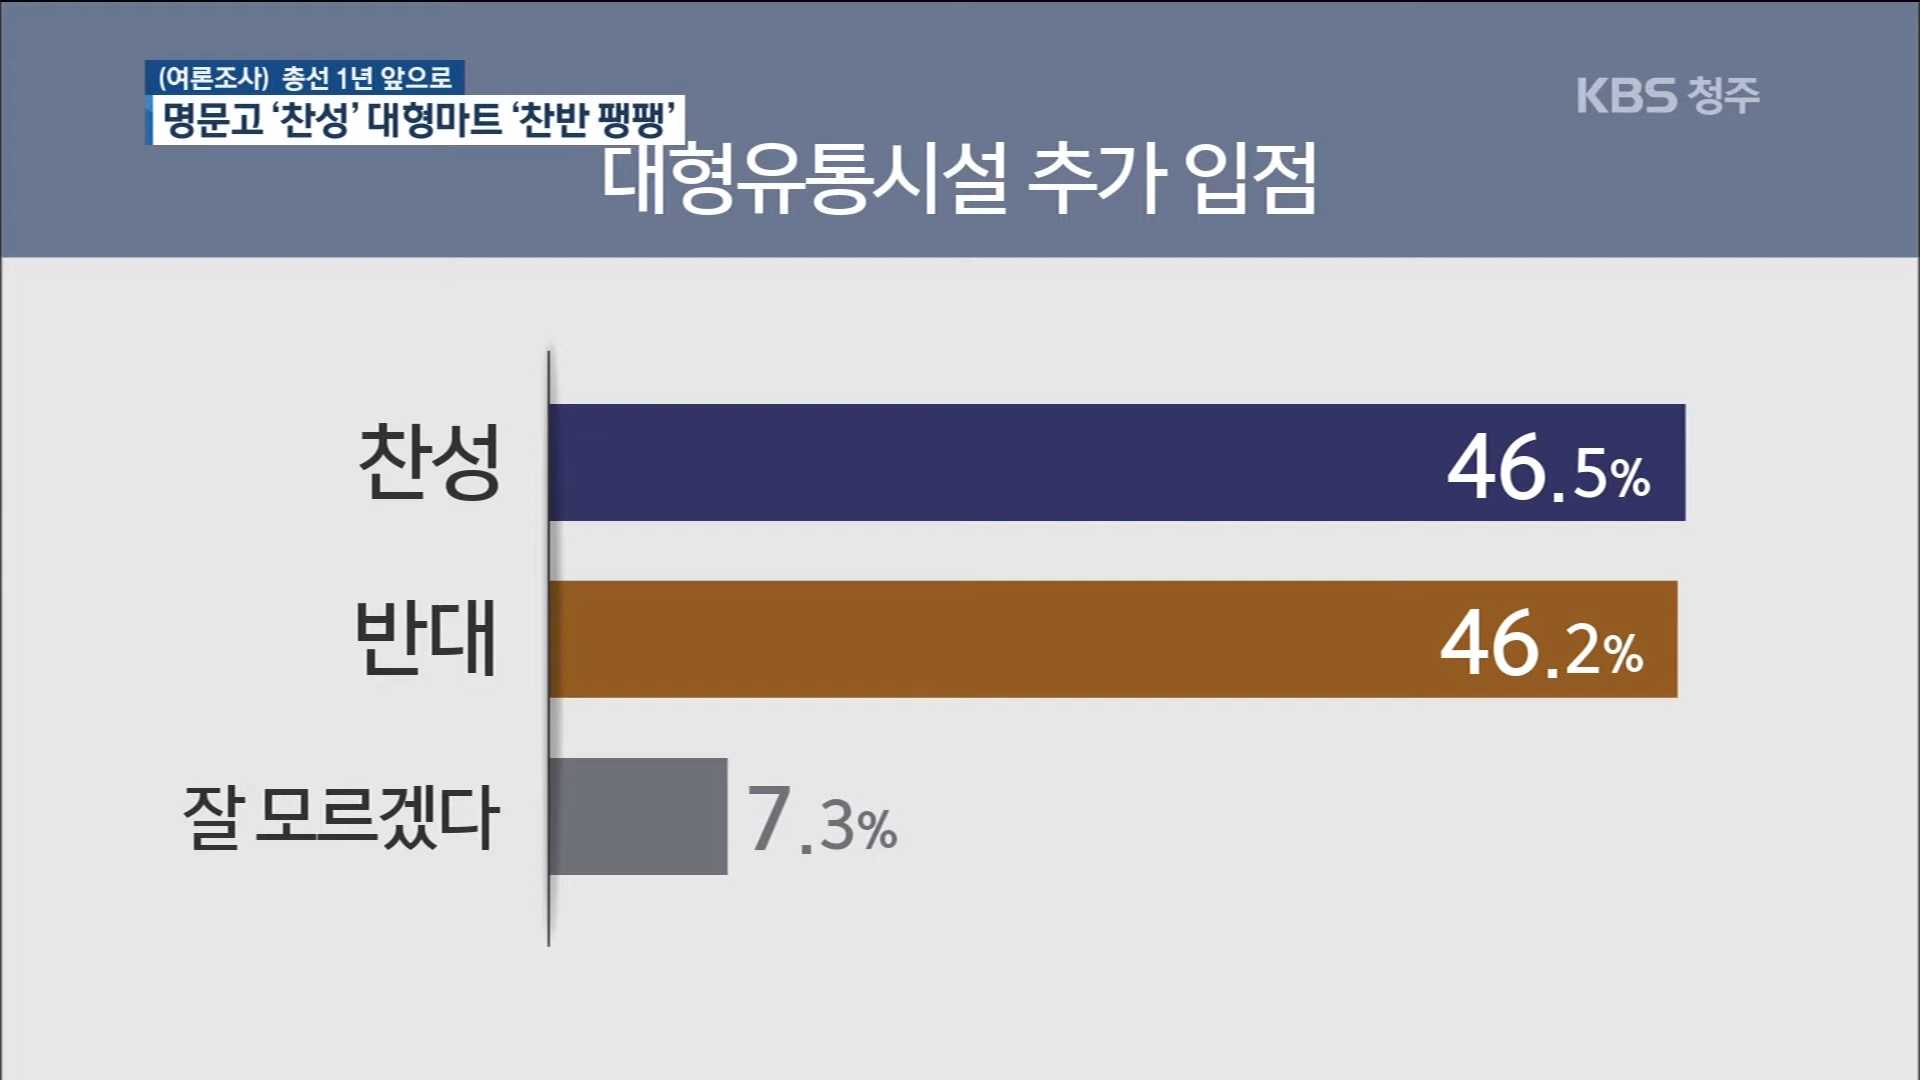 (여론조사) 총선 1년 앞으로
명문고 ‘찬성’ 대형마트 ‘찬반 팽팽’
KBS 청주
대형유통시설 추가 입점
찬성 46.5%
반대 46.2%
잘 모르겠다 7.3%